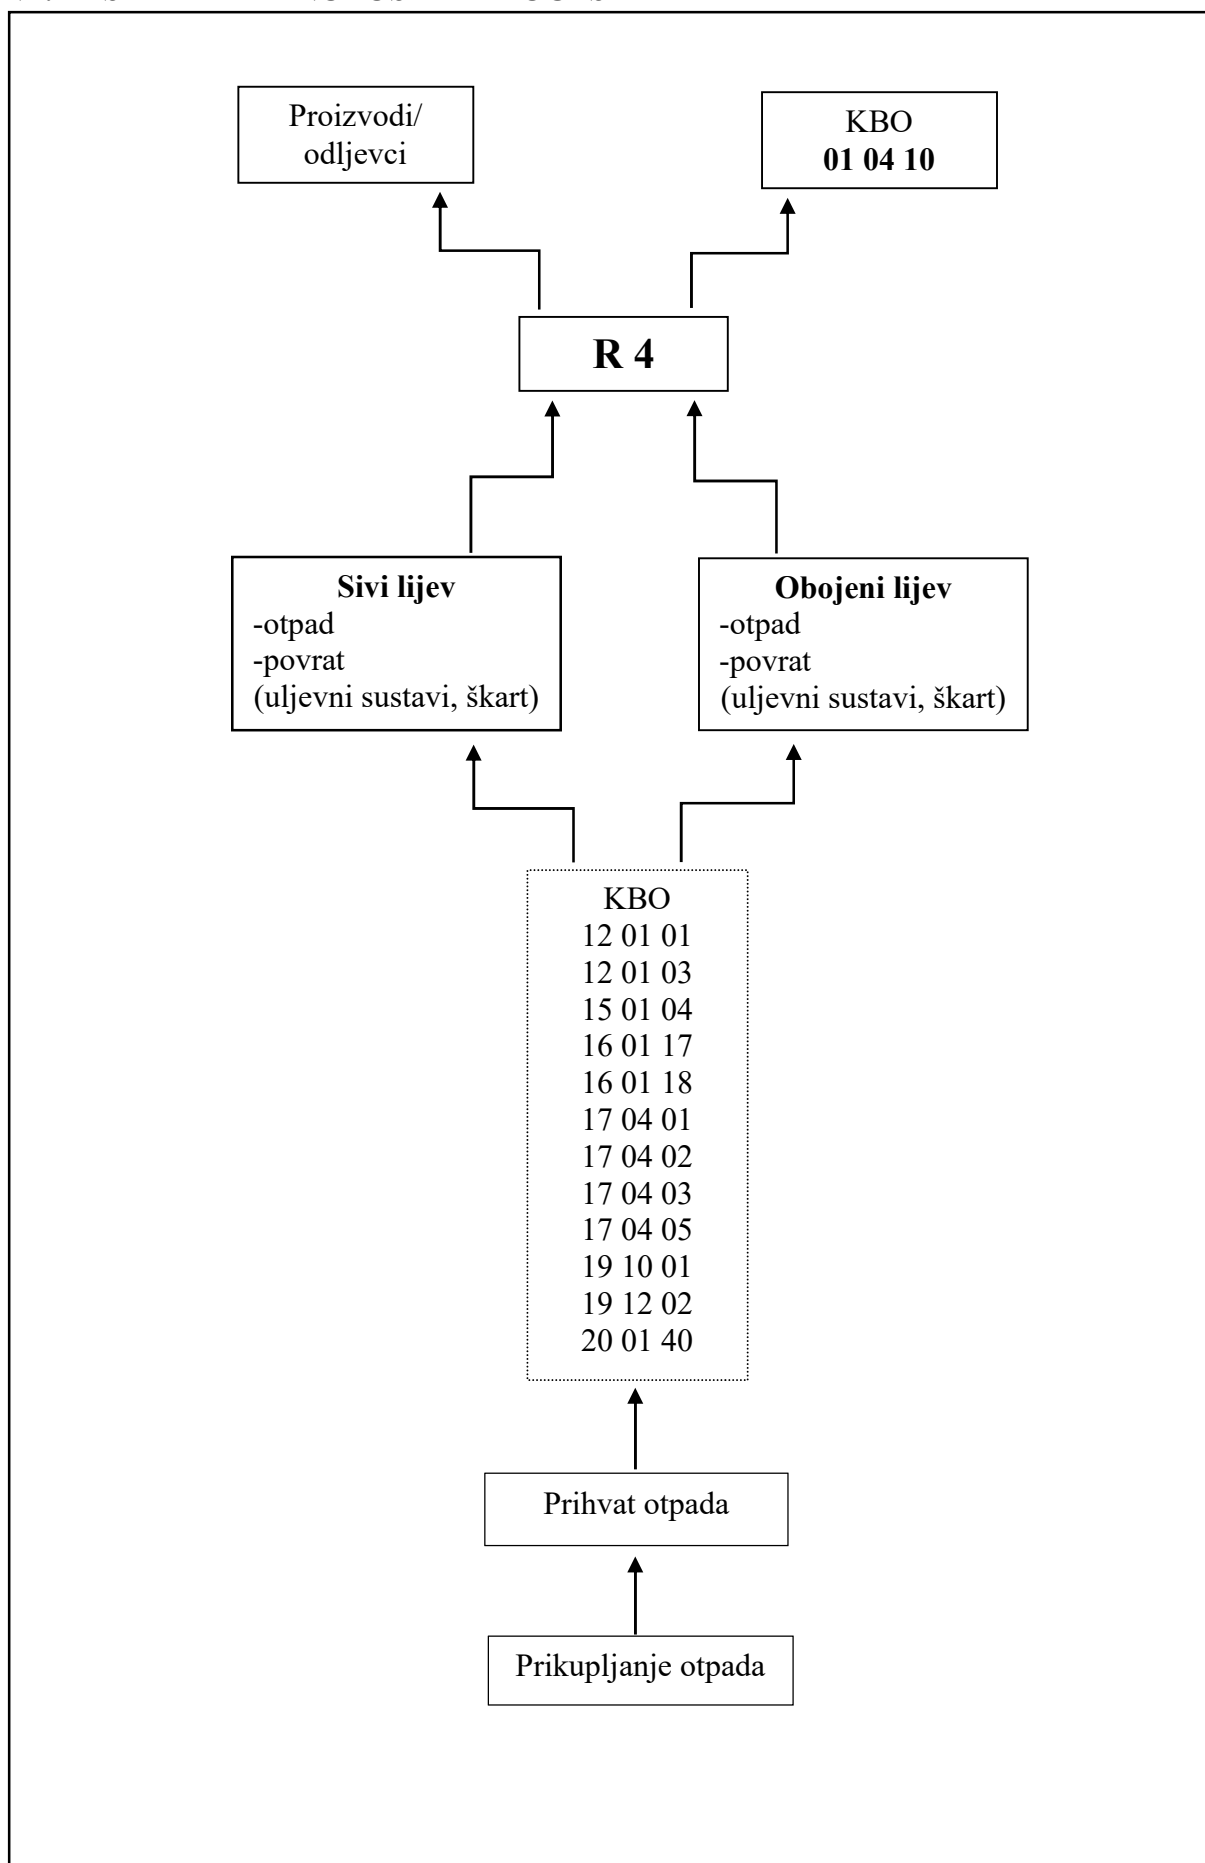 Proizvodi/
odljevci
KBO
01 04 10
R 4
Sivi lijev
-otpad
-povrat
(uljevni sustavi, škart)
Obojeni lijev
-otpad
-povrat
(uljevni sustavi, škart)
KBO
12 01 01
12 01 03
15 01 04
16 01 17
16 01 18
17 04 01
17 04 02
17 04 03
17 04 05
19 10 01
19 12 02
20 01 40
Prihvat otpada
Prikupljanje otpada